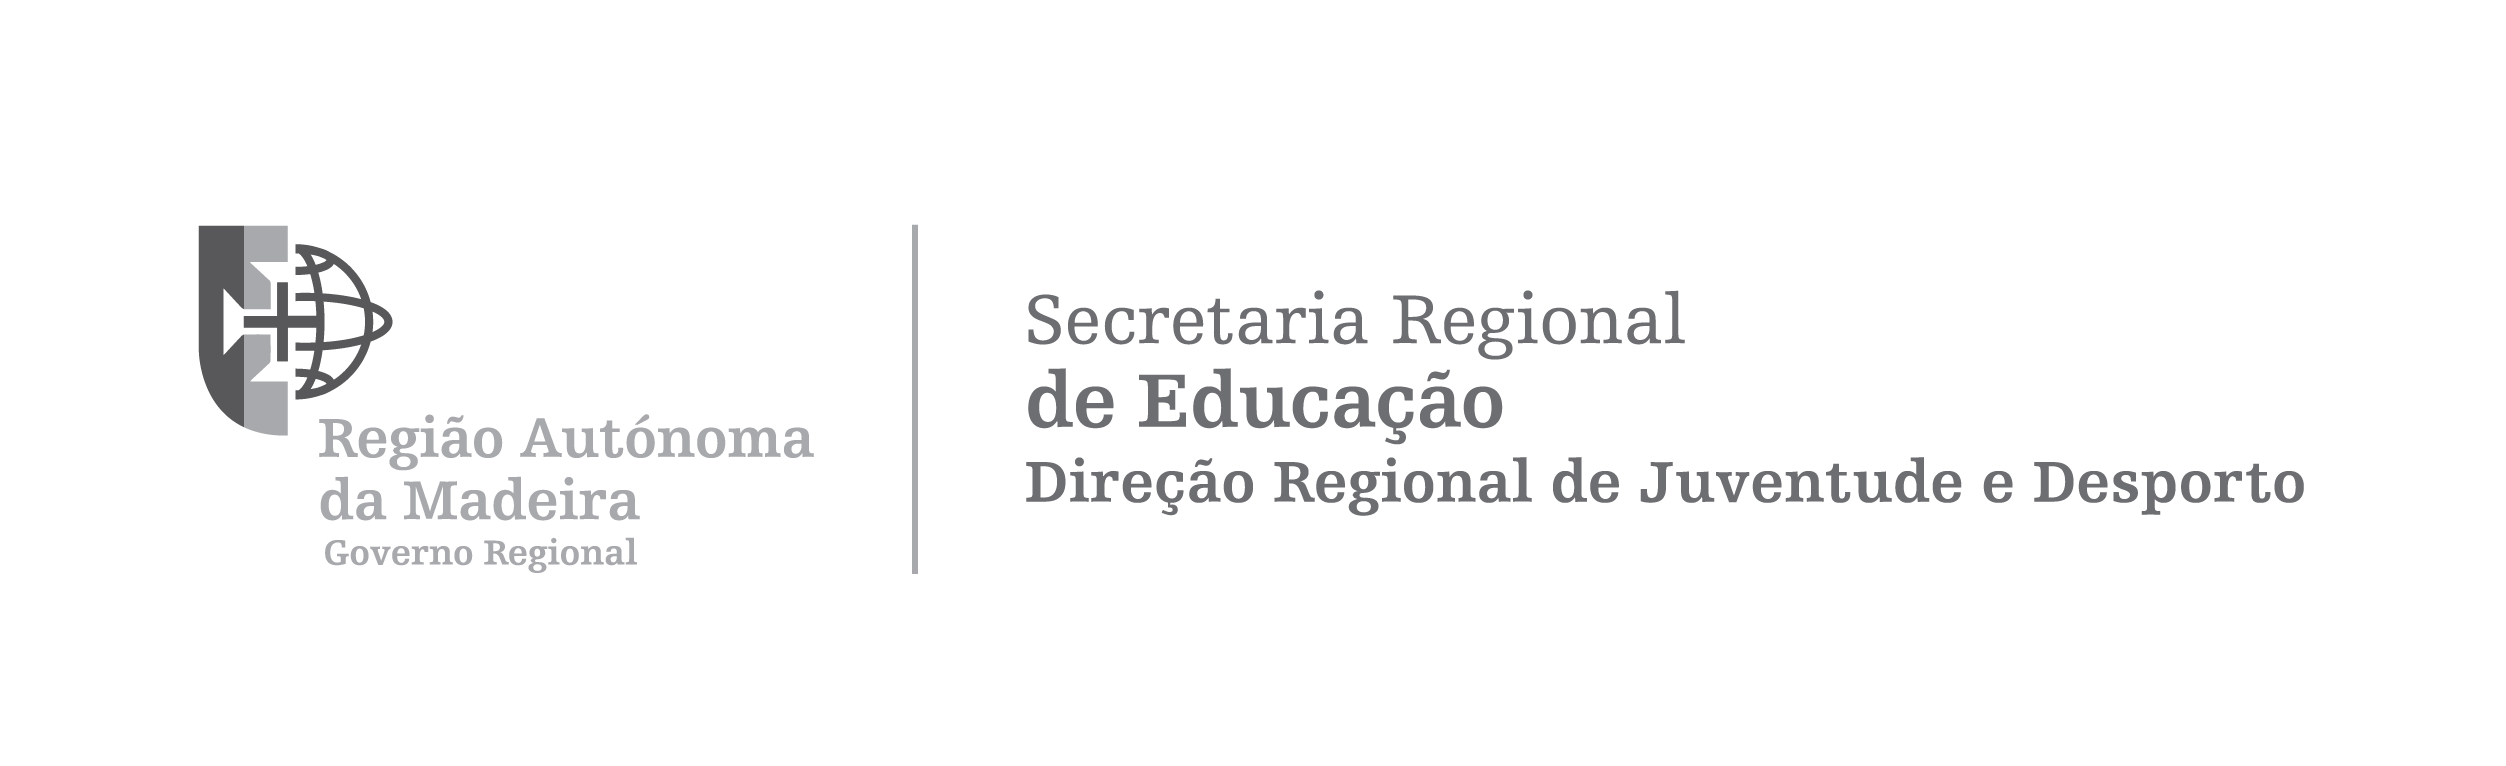 Região Autónoma
da Madeira
Governo Regional
Secretaria Regional
de Educação
Direção Regional de Juventude e Desporto